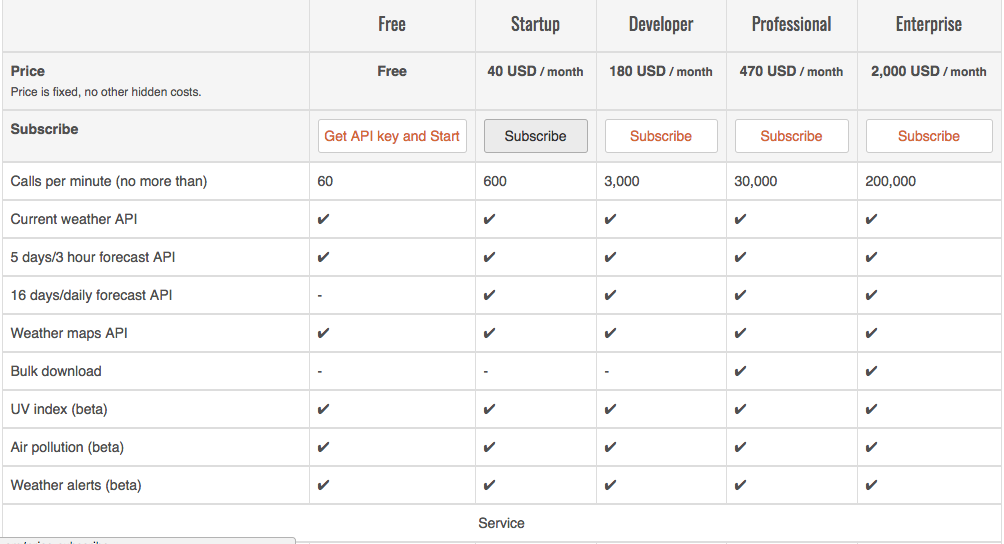 Free Startup Developer Professional Enterprise
Price Free 40 USD / month 180 USD / month 470 USD / month 2,000 USD / month
Price is fixed, no other hidden costs.
Subscribe Get API key and Start Subscribe Subscribe Subscribe Subscribe
Calls per minute (no more than) 60 600 3,000 30,000 200,000
Current weather API ✔ ✔ ✔ ✔ ✔
5 days/3 hour forecast API ✔ ✔ ✔ ✔ ✔
16 days/daily forecast API - ✔ ✔ ✔ ✔
Weather maps API ✔ ✔ ✔ ✔ ✔
Bulk download - - - ✔ ✔
UV index (beta) ✔ ✔ ✔ ✔ ✔
Air pollution (beta) ✔ ✔ ✔ ✔ ✔
Weather alerts (beta) ✔ ✔ ✔ ✔ ✔
Service